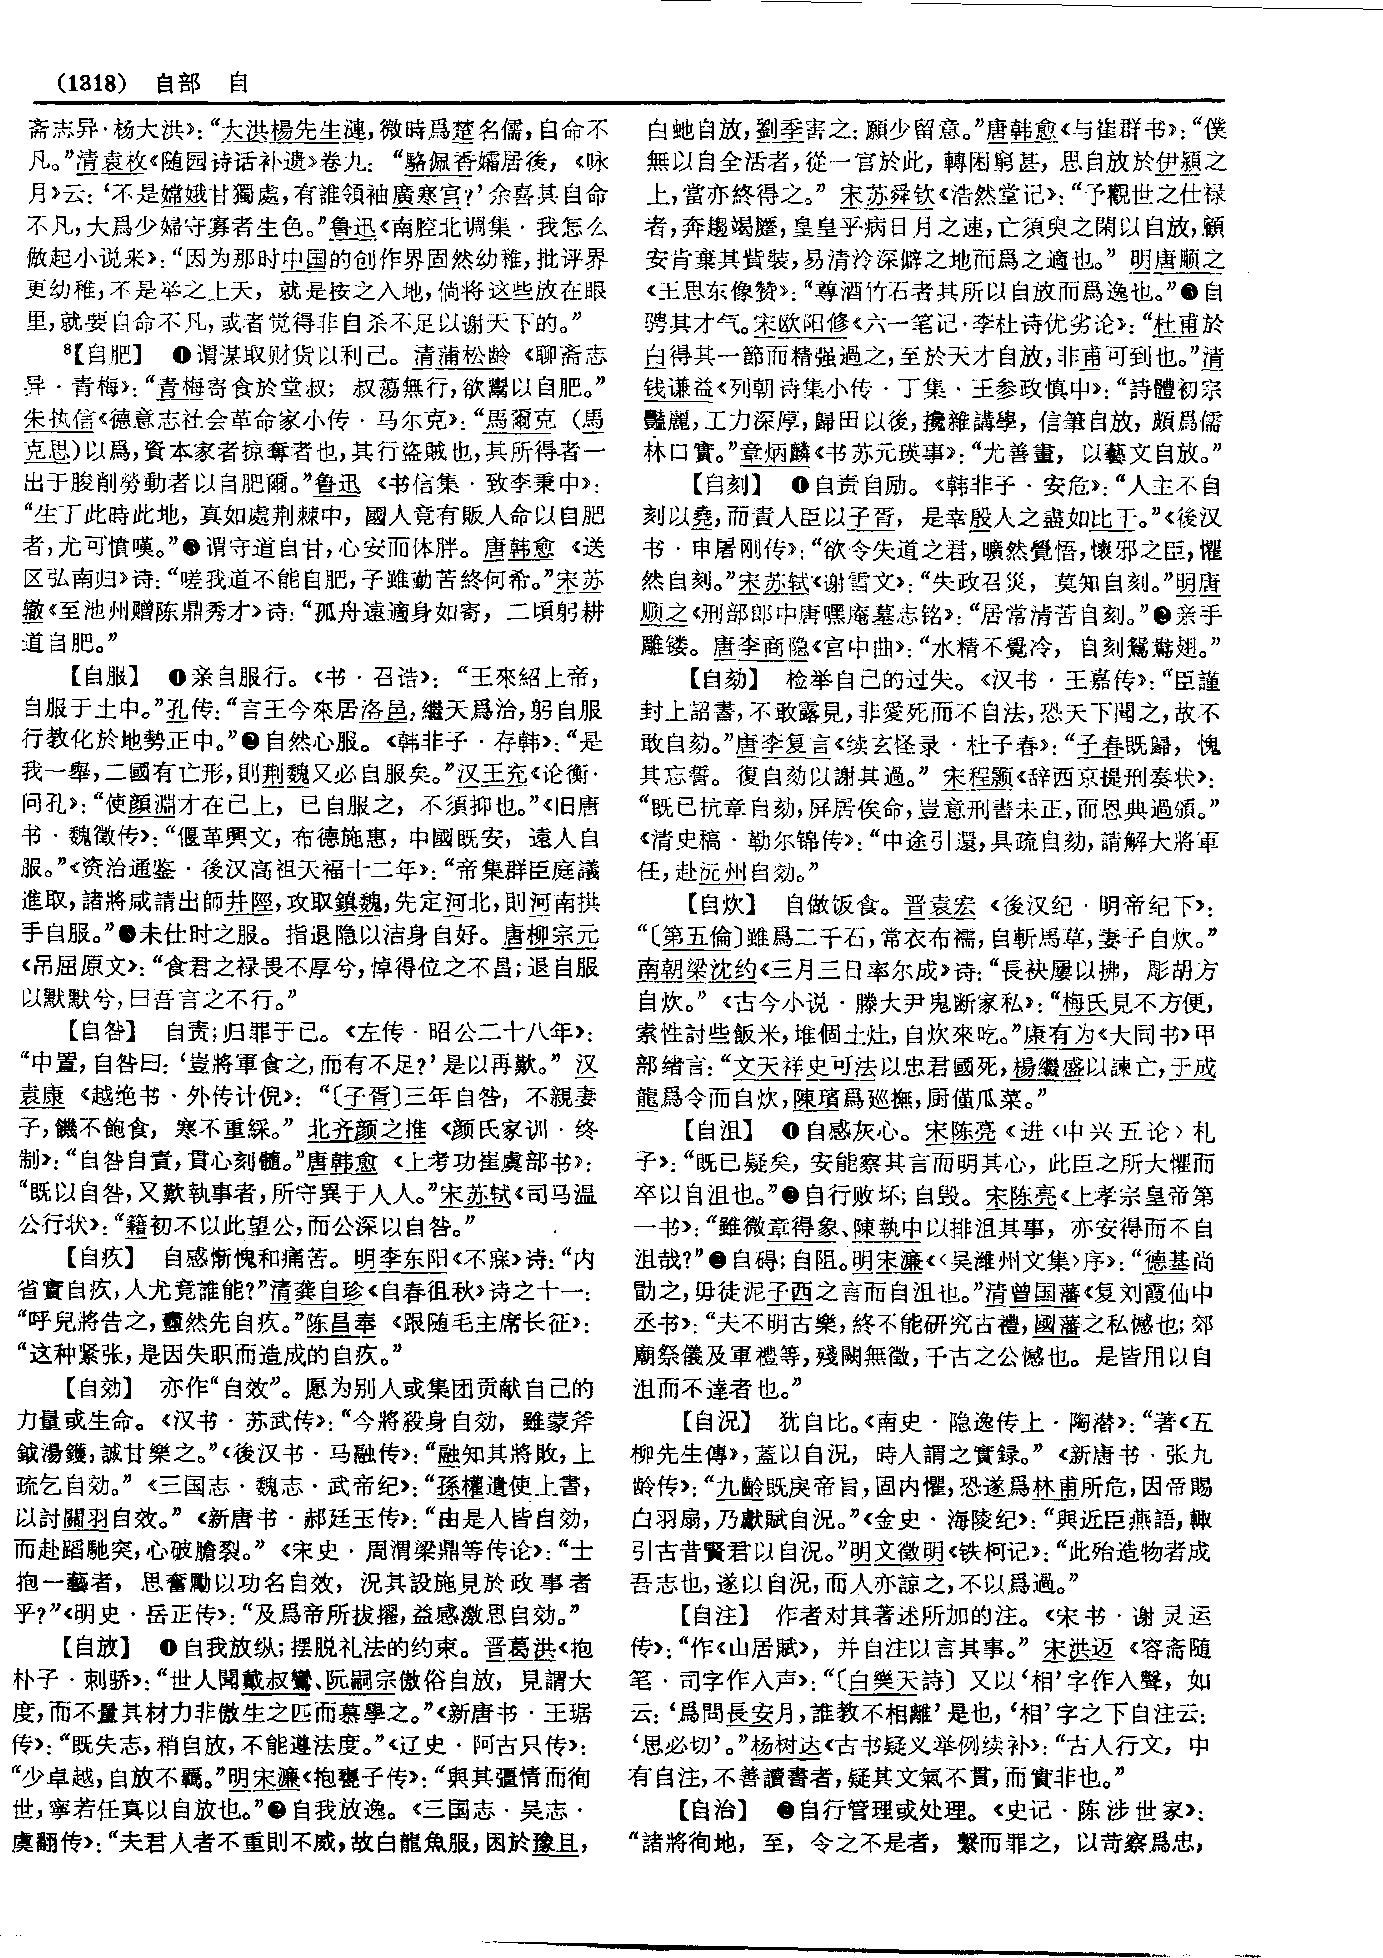 (1318) 自部 自
斋志异·杨大洪》：“大洪楊先生漣，微時爲楚名儒，自命不
凡。”清袁枚《随园诗话补遗》卷九：“駱佩香孀居後，《咏
月》云：‘不是嫦娥甘獨處，有誰領袖廣寒宫？’余喜其自命
不凡，大爲少婦守寡者生色。”鲁迅《南腔北调集·我怎么
做起小说来》：“因为那时中国的创作界固然幼稚，批评界
更幼稚，不是举之上天，就是按之入地，倘将这些放在眼
里，就要自命不凡，或者觉得非自杀不足以谢天下的。”
8【自肥】 ❶谓谋取财货以利己。清蒲松龄《聊斋志
异·青梅》：“青梅寄食於堂叔；叔蕩無行，欲鬻以自肥。”
朱执信《德意志社会革命家小传·马尔克》：“馬爾克（馬
克思）以爲，資本家者掠奪者也，其行盜賊也，其所得者一
出于朘削勞動者以自肥爾。”鲁迅《书信集·致李秉中》：
“生丁此時此地，真如處荆棘中，國人竟有販人命以自肥
者，尤可憤嘆。”❷谓守道自甘，心安而体胖。唐韩愈《送
区弘南归》诗：“嗟我道不能自肥，子雖勤苦終何希。”宋苏
辙《至池州赠陈鼎秀才》诗：“孤舟遠適身如寄，二頃躬耕
道自肥。”
【自服】 ❶亲自服行。《书·召诰》：“王來紹上帝，
自服于土中。”孔传：“言王今來居洛邑，繼天爲治，躬自服
行教化於地勢正中。”❷自然心服。《韩非子·存韩》：“是
我一舉，二國有亡形，則荆魏又必自服矣。”汉王充《论衡·
问孔》：“使顔淵才在己上，已自服之，不須抑也。”《旧唐
书·魏徵传》：“偃革興文，布德施惠，中國既安，遠人自
服。”《资治通鉴·後汉高祖天福十二年》：“帝集群臣庭議
進取，諸將咸請出師井陘，攻取鎮魏，先定河北，則河南拱
手自服。”❸未仕时之服。指退隐以洁身自好。唐柳宗元
《吊屈原文》：“食君之禄畏不厚兮，悼得位之不昌；退自服
以默默兮，曰吾言之不行。”
【自咎】 自责；归罪于己。《左传·昭公二十八年》：
“中置，自咎曰：‘豈將軍食之，而有不足？’是以再歎。”汉
袁康《越绝书·外传计倪》：“〔子胥〕三年自咎，不親妻
子，饑不飽食，寒不重綵。”北齐颜之推《颜氏家训·终
制》：“自咎自責，貫心刻髓。”唐韩愈《上考功崔虞部书》：
“既以自咎，又歎執事者，所守異于人人。”宋苏轼《司马温
公行状》：“籍初不以此望公，而公深以自咎。”
【自疚】 自感惭愧和痛苦。明李东阳《不寐》诗：“内
省實自疚，人尤竟誰能？”清龚自珍《自春徂秋》诗之十一：
“呼兒將告之，衋然先自疚。”陈昌奉《跟随毛主席长征》：
“这种紧张，是因失职而造成的自疚。”
【自効】 亦作“自效”。愿为别人或集团贡献自己的
力量或生命。《汉书·苏武传》：“今將殺身自効，雖蒙斧
鉞湯鑊，誠甘樂之。”《後汉书·马融传》：“融知其將敗，上
疏乞自効。”《三国志·魏志·武帝纪》：“孫權遣使上書，
以討關羽自效。”《新唐书·郝廷玉传》：“由是人皆自効，
而赴蹈馳突，心破膽裂。”《宋史·周渭梁鼎等传论》：“士
抱一藝者，思奮勵以功名自效，況其設施見於政事者
乎？”《明史·岳正传》：“及爲帝所拔擢，益感激思自効。”
【自放】 ❶自我放纵；摆脱礼法的约束。晋葛洪《抱
朴子·刺骄》：“世人聞戴叔鸞、阮嗣宗傲俗自放，見謂大
度，而不量其材力非傲生之匹而慕學之。”《新唐书·王琚
传》：“既失志，稍自放，不能遵法度。”《辽史·阿古只传》：
“少卓越，自放不羈。”明宋濂《抱甕子传》：“與其彊情而徇
世，寧若任真以自放也。”❷自我放逸。《三国志·吴志·
虞翻传》：“夫君人者不重則不威，故白龍魚服，困於豫且，
白虵自放，劉季害之；願少留意。”唐韩愈《与崔群书》：“僕
無以自全活者，從一官於此，轉困窮甚，思自放於伊潁之
上，當亦終得之。”宋苏舜钦《浩然堂记》：“予觀世之仕禄
者，奔趨竭蹷，皇皇乎病日月之速，亡須臾之閑以自放，顧
安肯棄其貲裝，易清泠深僻之地而爲之適也。”明唐顺之
《王思东像赞》：“尊酒竹石者其所以自放而爲逸也。”❸自
骋其才气。宋欧阳修《六一笔记·李杜诗优劣论》：“杜甫於
白得其一節而精强過之，至於天才自放，非甫可到也。”清
钱谦益《列朝诗集小传·丁集·王参政慎中》：“詩體初宗
豔麗，工力深厚，歸田以後，攙雜講學，信筆自放，頗爲儒
林口實。”章炳麟《书苏元瑛事》：“尤善畫，以藝文自放。”
【自刻】 ❶自责自励。《韩非子·安危》：“人主不自
刻以堯，而責人臣以子胥，是幸殷人之盡如比干。”《後汉
书·申屠刚传》：“欲令失道之君，曠然覺悟，懷邪之臣，懼
然自刻。”宋苏轼《谢雪文》：“失政召災，莫知自刻。”明唐
顺之《刑部郎中唐嘿庵墓志铭》：“居常清苦自刻。”❷亲手
雕镂。唐李商隐《宫中曲》：“水精不覺冷，自刻鴛鴦翅。”
【自劾】 检举自己的过失。《汉书·王嘉传》：“臣謹
封上詔書，不敢露見，非愛死而不自法，恐天下聞之，故不
敢自劾。”唐李复言《续玄怪录·杜子春》：“子春既歸，愧
其忘誓。復自劾以謝其過。”宋程颢《辞西京提刑奏状》：
“既已抗章自劾，屏居俟命，豈意刑書未正，而恩典過頒。”
《清史稿·勒尔锦传》：“中途引還，具疏自劾，請解大將軍
任，赴沅州自効。”
【自炊】 自做饭食。晋袁宏《後汉纪·明帝纪下》：
“〔第五倫〕雖爲二千石，常衣布襦，自斬馬草，妻子自炊。”
南朝梁沈约《三月三日率尔成》诗：“長袂屢以拂，彫胡方
自炊。”《古今小说·滕大尹鬼断家私》：“梅氏見不方便，
索性討些飯米，堆個土灶，自炊來吃。”康有为《大同书》甲
部绪言：“文天祥史可法以忠君國死，楊繼盛以諫亡，于成
龍爲令而自炊，陳璸爲巡撫，厨僅瓜菜。”
【自沮】 ❶自感灰心。宋陈亮《进〈中兴五论〉札
子》：“既已疑矣，安能察其言而明其心，此臣之所大懼而
卒以自沮也。”❷自行败坏；自毁。宋陈亮《上孝宗皇帝第
一书》：“雖微章得象、陳執中以排沮其事，亦安得而不自
沮哉？”❸自碍；自阻。明宋濂《〈吴潍州文集〉序》：“德基尚
勖之，毋徒泥子西之言而自沮也。”清曾国藩《复刘霞仙中
丞书》：“夫不明古樂，終不能研究古禮，國藩之私憾也；郊
廟祭儀及軍禮等，殘闕無徵，千古之公憾也。是皆用以自
沮而不達者也。”
【自况】 犹自比。《南史·隐逸传上·陶潜》：“著《五
柳先生傳》，蓋以自况，時人謂之實録。”《新唐书·张九
龄传》：“九齡既戾帝旨，固内懼，恐遂爲林甫所危，因帝賜
白羽扇，乃獻賦自况。”《金史·海陵纪》：“與近臣燕語，輒
引古昔賢君以自况。”明文徵明《铁柯记》：“此殆造物者成
吾志也，遂以自况，而人亦諒之，不以爲過。”
【自注】 作者对其著述所加的注。《宋书·谢灵运
传》：“作《山居賦》，并自注以言其事。”宋洪迈《容斋随
笔·司字作入声》：“〔白樂天詩〕又以‘相’字作入聲，如
云：‘爲問長安月，誰教不相離’是也，‘相’字之下自注云：
‘思必切’。”杨树达《古书疑义举例续补》：“古人行文，中
有自注，不善讀書者，疑其文氣不貫，而實非也。”
【自治】 ❶自行管理或处理。《史记·陈涉世家》：
“諸將徇地，至，令之不是者，繫而罪之，以苛察爲忠，